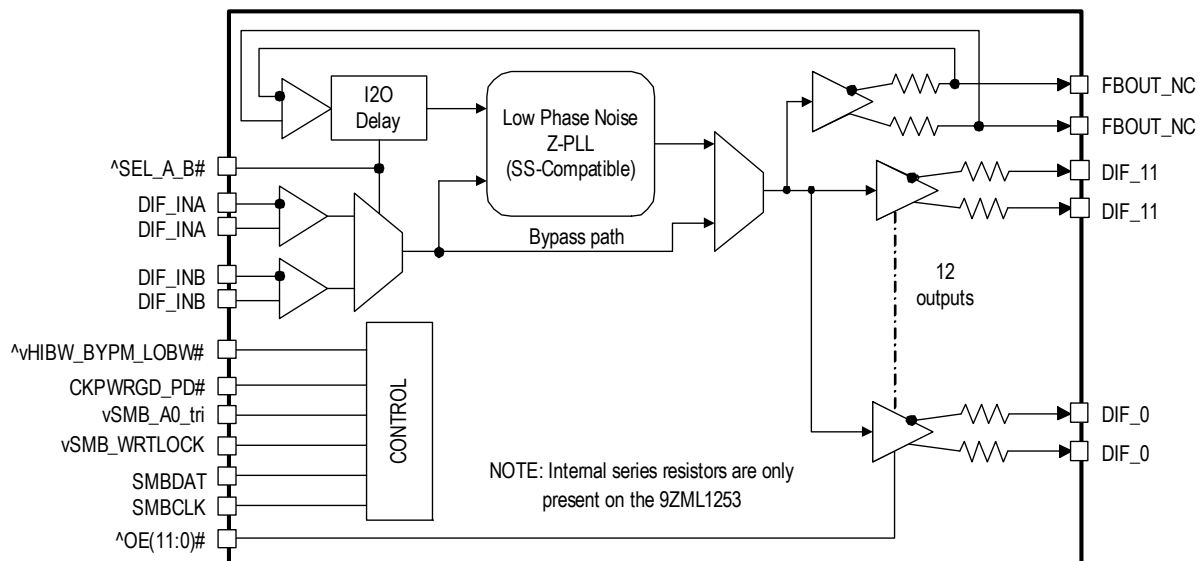 I2O
Delay
Low Phase Noise
Z-PLL
(SS-Compatible)
FBOUT_NC
FBOUT_NC
^SEL_A_B#
DIF_INA
DIF_INA
DIF_INB
DIF_INB
Bypass path
DIF_11
DIF_11
12
outputs
^vHIBW_BYPM_LOBW#
CKPWRGD_PD#
vSMB_A0_tri
vSMB_WRTLOCK
SMBDAT
SMBCLK
^OE(11:0)#
CONTROL
NOTE: Internal series resistors are only
present on the 9ZML1253
DIF_0
DIF_0